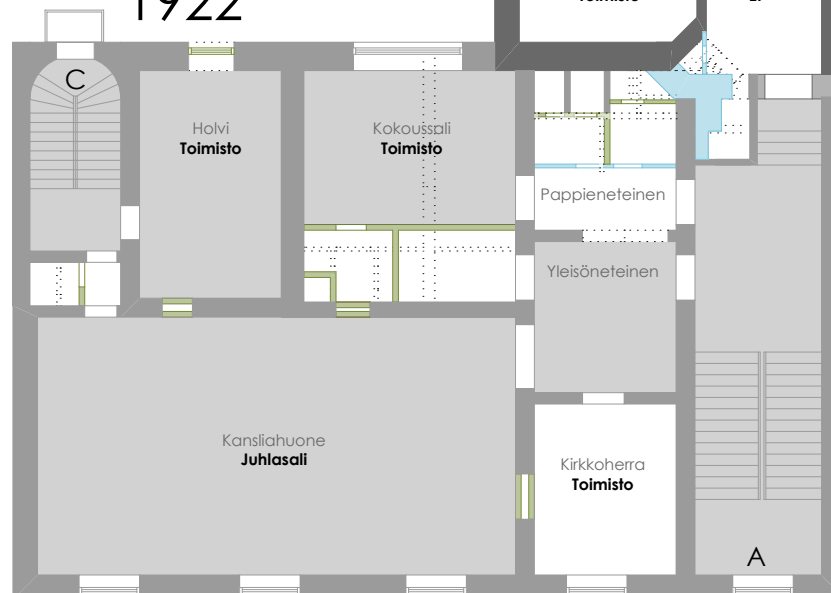 1922
C
Holvi
Toimisto
Kokoussali
Toimisto
Pappieneteinen
Yleisöneteinen
Kansliahuone
Juhlasali
Kirkkoherra
Toimisto
A